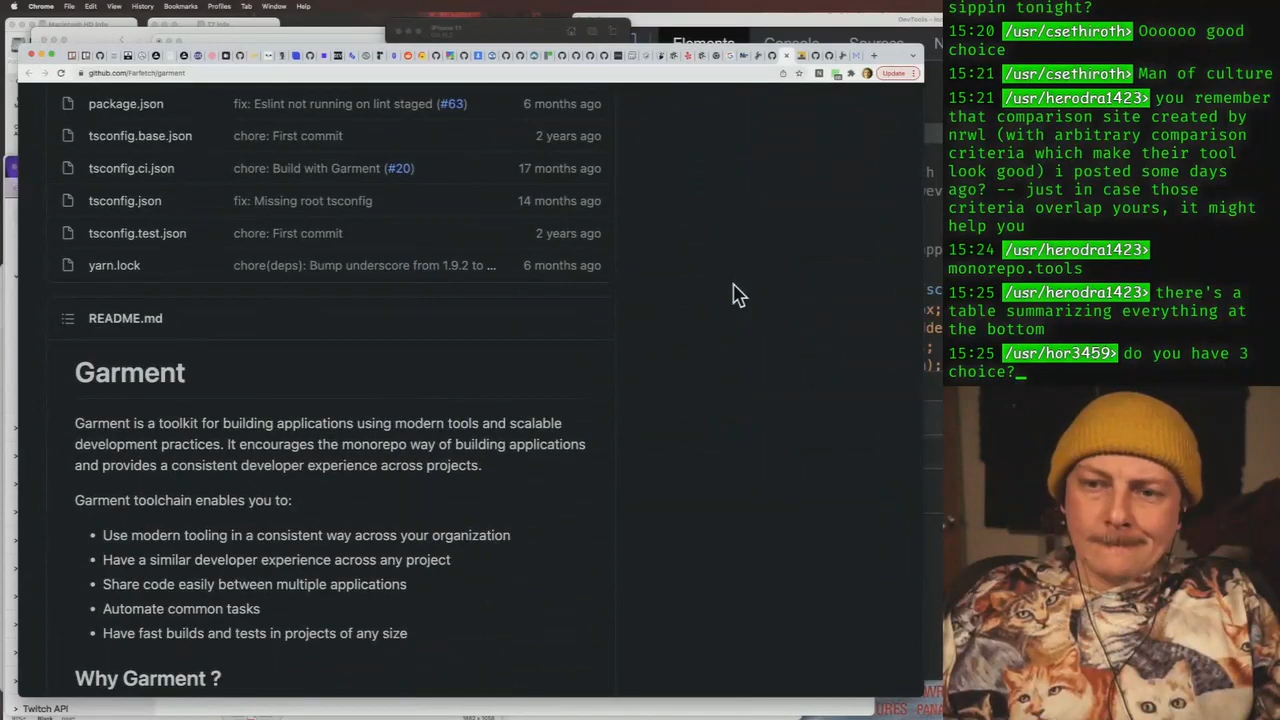 Chrome File Edit View History Bookmarks Profiles Tab Window Help
Macintosh HD Info
T7 Info
iPhone 11
Elements Console Sources
github.com/Farfetch/garment
Update
package.json fix: Eslint not running on lint staged (#63) 6 months ago
tsconfig.base.json chore: First commit 2 years ago
tsconfig.ci.json chore: Build with Garment (#20) 17 months ago
tsconfig.json fix: Missing root tsconfig 14 months ago
tsconfig.test.json chore: First commit 2 years ago
yarn.lock chore(deps): Bump underscore from 1.9.2 to ... 6 months ago
README.md
Garment
Garment is a toolkit for building applications using modern tools and scalable
development practices. It encourages the monorepo way of building applications
and provides a consistent developer experience across projects.
Garment toolchain enables you to:
• Use modern tooling in a consistent way across your organization
• Have a similar developer experience across any project
• Share code easily between multiple applications
• Automate common tasks
• Have fast builds and tests in projects of any size
Why Garment ?
Twitch API
sippin tonight?
15:20 /usr/csethiroth> Oooooo good
choice
15:21 /usr/csethiroth> Man of culture
15:21 /usr/herodra1423> you remember
that comparison site created by
nrwl (with arbitrary comparison
criteria which make their tool
look good) i posted some days
ago? -- just in case those
criteria overlap yours, it might
help you
15:24 /usr/herodra1423>
monorepo.tools
15:25 /usr/herodra1423> there's a
table summarizing everything at
the bottom
15:25 /usr/hor3459> do you have 3
choice?_